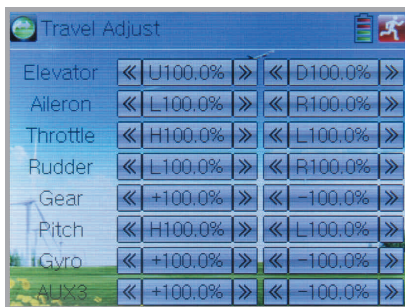 Travel Adjust
Elevator « U100.0% » « D100.0% »
Aileron « L100.0% » « R100.0% »
Throttle « H100.0% » « L100.0% »
Rudder « L100.0% » « R100.0% »
Gear « +100.0% » « -100.0% »
Pitch « H100.0% » « L100.0% »
Gyro « +100.0% » « -100.0% »
AUX3 « +100.0% » « -100.0% »